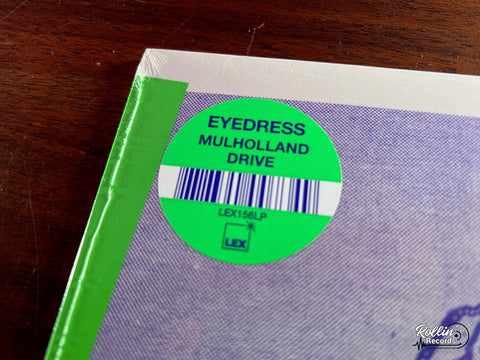 EYEDRESS
MULHOLLAND
DRIVE
LEX156LP
LEX
Rollin'
Records